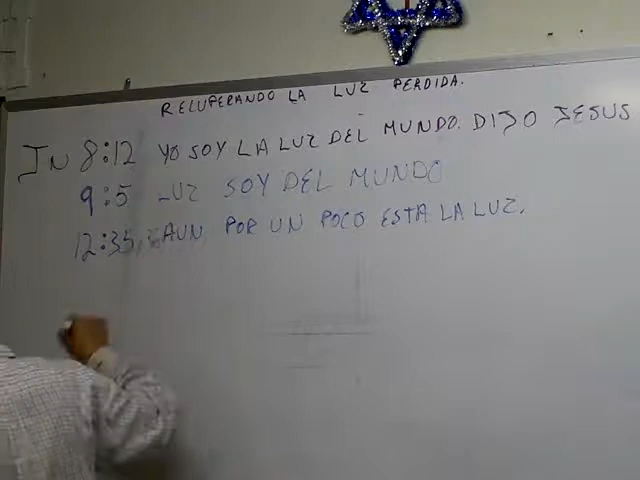 RECUPERANDO LA LUZ PERDIDA.
JN 8:12 YO SOY LA LUZ DEL MUNDO. DIJO JESUS
9:5 LUZ SOY DEL MUNDO
12:35,36 AUN POR UN POCO ESTA LA LUZ.